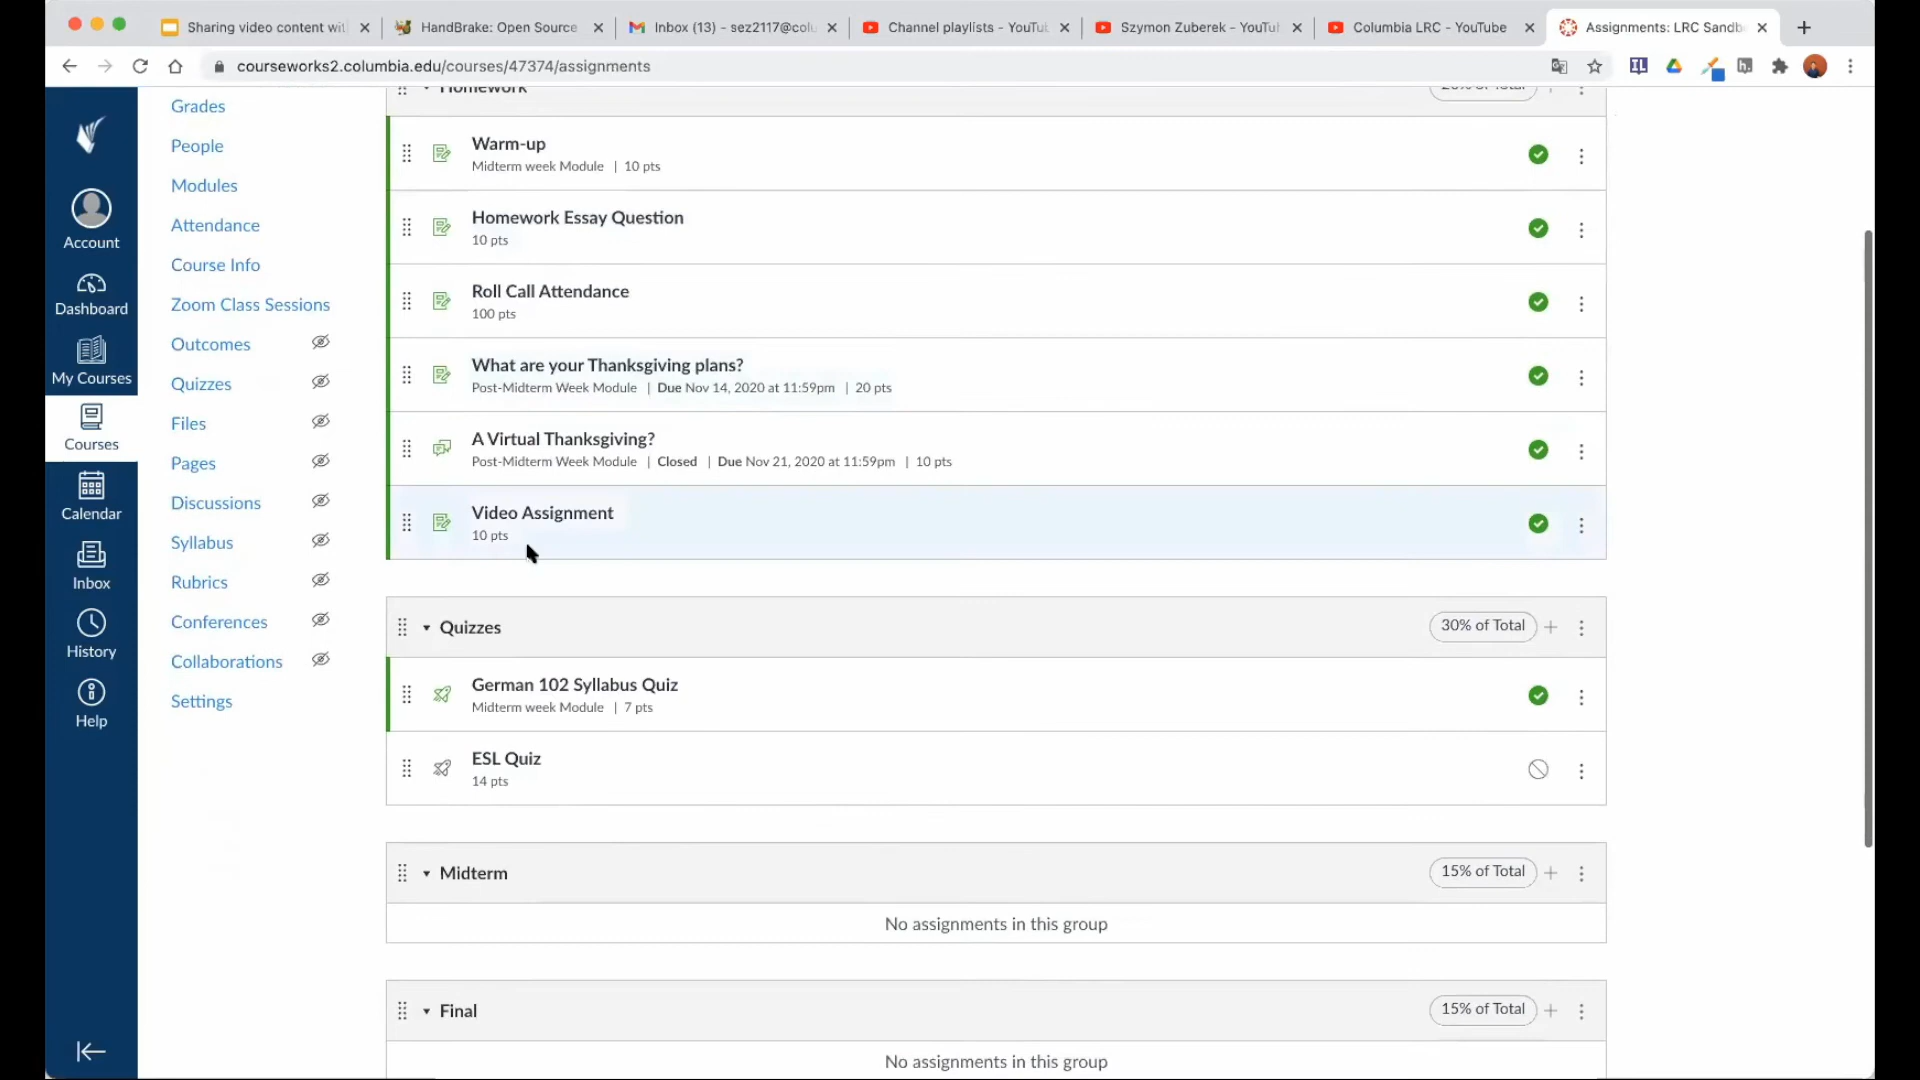 Sharing video content wit
HandBrake: Open Source
Inbox (13) - sez2117@colu
Channel playlists - YouTub
Szymon Zuberek - YouTub
Columbia LRC - YouTube
Assignments: LRC Sandb
courseworks2.columbia.edu/courses/47374/assignments
Account
Dashboard
My Courses
Courses
Calendar
Inbox
History
Help
Grades
People
Modules
Attendance
Course Info
Zoom Class Sessions
Outcomes
Quizzes
Files
Pages
Discussions
Syllabus
Rubrics
Conferences
Collaborations
Settings
Homework
Warm-up
Midterm week Module | 10 pts
Homework Essay Question
10 pts
Roll Call Attendance
100 pts
What are your Thanksgiving plans?
Post-Midterm Week Module | Due Nov 14, 2020 at 11:59pm | 20 pts
A Virtual Thanksgiving?
Post-Midterm Week Module | Closed | Due Nov 21, 2020 at 11:59pm | 10 pts
Video Assignment
10 pts
Quizzes
30% of Total
German 102 Syllabus Quiz
Midterm week Module | 7 pts
ESL Quiz
14 pts
Midterm
15% of Total
No assignments in this group
Final
15% of Total
No assignments in this group